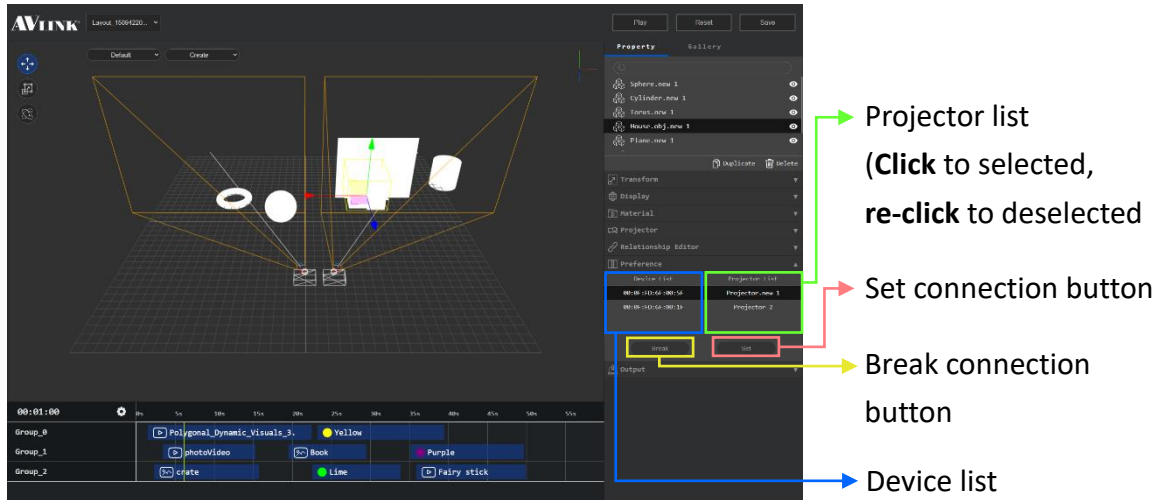 AVLINK
Layout_15094220...
Play
Reset
Save
Default
Create
Property
Gallery
Sphere.new 1
Cylinder.new 1
Torus.new 1
House.obj.new 1
Plane.new 1
Duplicate
Delete
Transform
Display
Material
Projector
Relationship Editor
Preference
Device List
Projector List
Projector.new 1
Projector 2
Break
Set
Output
Projector list
(Click to selected,
re-click to deselected
Set connection button
Break connection
button
Device list
00:01:00
0s 5s 10s 15s 20s 25s 30s 35s 40s 45s 50s 55s
Group_0
Polygonal_Dynamic_Visuals_3.
Yellow
Group_1
photoVideo
Book
Purple
Group_2
crate
Lime
Fairy stick